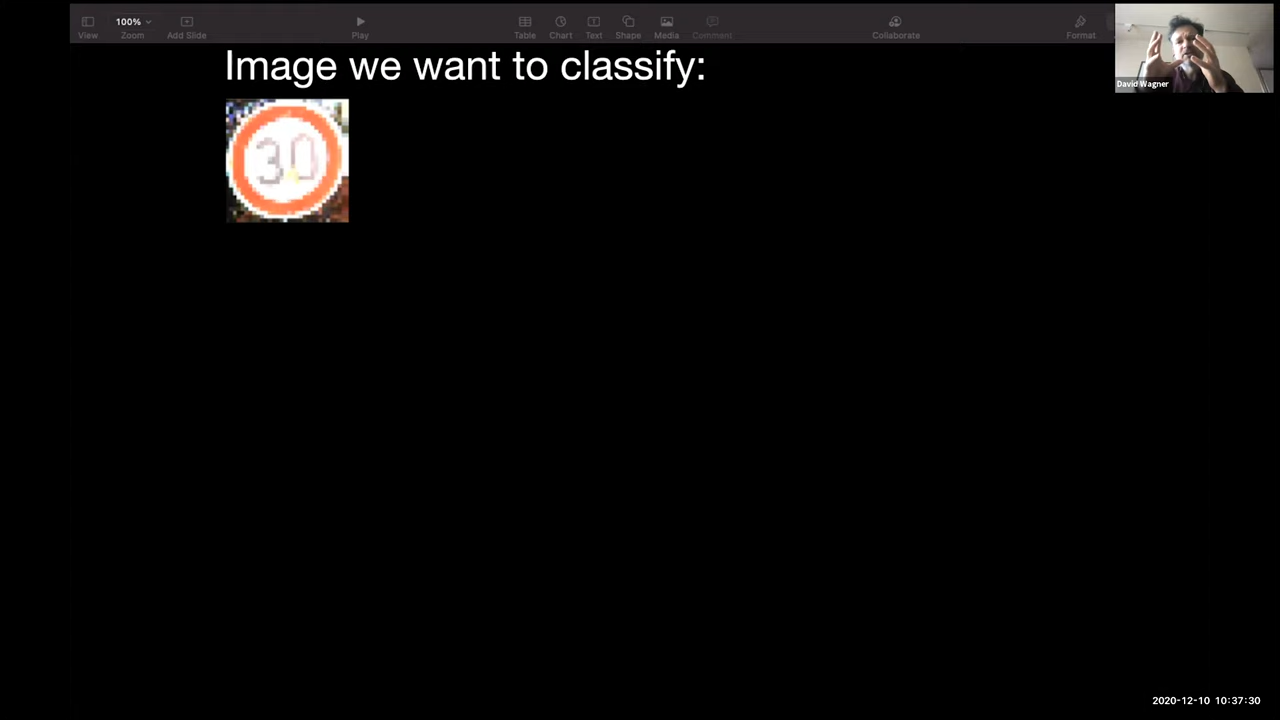 100%
View
Zoom
Add Slide
Play
Table
Chart
Text
Shape
Media
Comment
Collaborate
Format
David Wagner
Image we want to classify:
30
2020-12-10 10:37:30